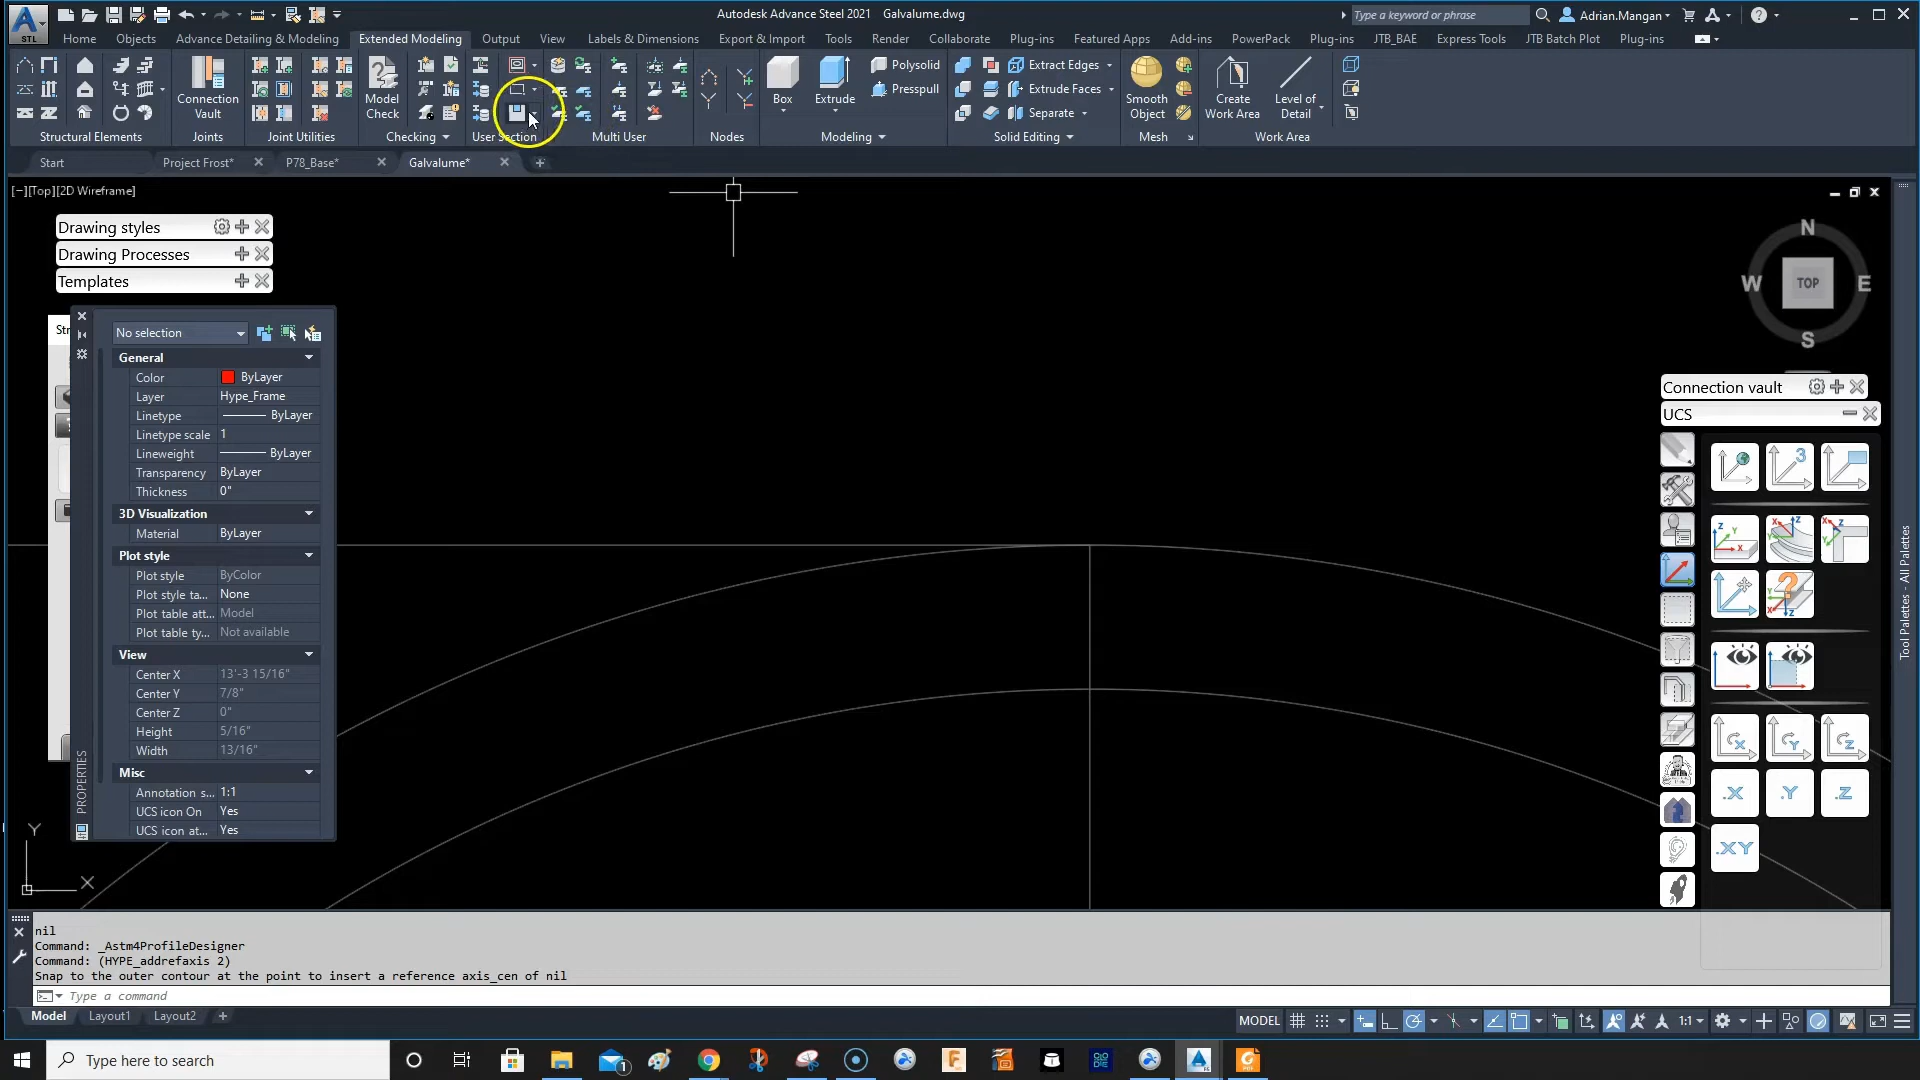 Autodesk Advance Steel 2021    Galvalume.dwg
Type a keyword or phrase
Adrian.Mangan
STL
Home
Objects
Advance Detailing & Modeling
Extended Modeling
Output
View
Labels & Dimensions
Export & Import
Tools
Render
Collaborate
Plug-ins
Featured Apps
Add-ins
PowerPack
Plug-ins
JTB_BAE
Express Tools
JTB Batch Plot
Plug-ins
Polysolid
Extract Edges
Presspull
Extrude Faces
Separate
Connection
Vault
Model
Check
Box
Extrude
Smooth
Object
Create
Work Area
Level of
Detail
Structural Elements
Joints
Joint Utilities
Checking
User Section
Multi User
Nodes
Modeling
Solid Editing
Mesh
Work Area
Start
Project Frost*
P78_Base*
Galvalume*
[−][Top][2D Wireframe]
Drawing styles
Drawing Processes
Templates
No selection
General
Color ByLayer
Layer Hype_Frame
Linetype ByLayer
Linetype scale 1
Lineweight ByLayer
Transparency ByLayer
Thickness 0"
3D Visualization
Material ByLayer
Plot style
Plot style ByColor
Plot style ta... None
Plot table att... Model
Plot table ty... Not available
View
Center X 13'-3 15/16"
Center Y 7/8"
Center Z 0"
Height 5/16"
Width 13/16"
Misc
Annotation s... 1:1
UCS icon On Yes
UCS icon at... Yes
PROPERTIES
N
W
TOP
E
S
Connection vault
UCS
3
Z
Y
X
X
Y
Z
.X
.Y
.Z
.XY
Tool Palettes - All Palettes
Y
X
nil
Command: _Astm4ProfileDesigner
Command: (HYPE_addrefaxis 2)
Snap to the outer contour at the point to insert a reference axis_cen of nil
Type a command
Model
Layout1
Layout2
MODEL
1:1
Type here to search
1